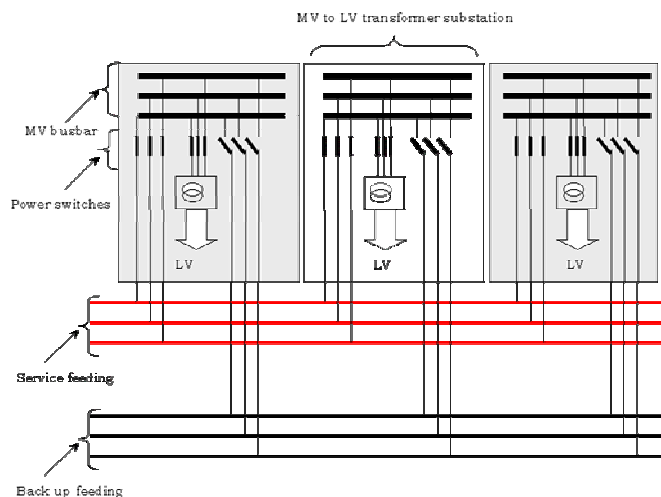 MV to LV transformer substation
MV busbar
Power switches
LV
LV
LV
Service feeding
Back up feeding